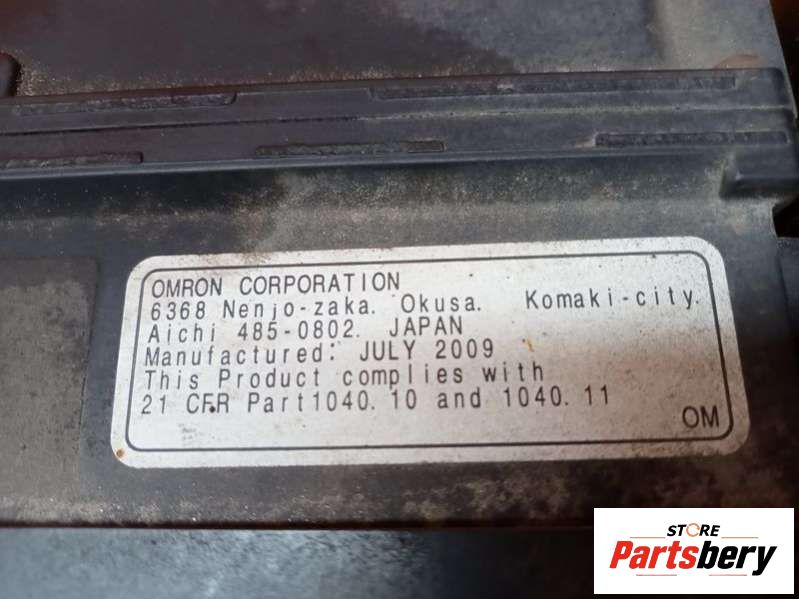 OMRON CORPORATION
6368 Nenjo-zaka. Okusa. Komaki-city.
Aichi 485-0802. JAPAN
Manufactured: JULY 2009
This Product complies with
21 CFR Part1040.10 and 1040.11
OM
STORE
Partsbery